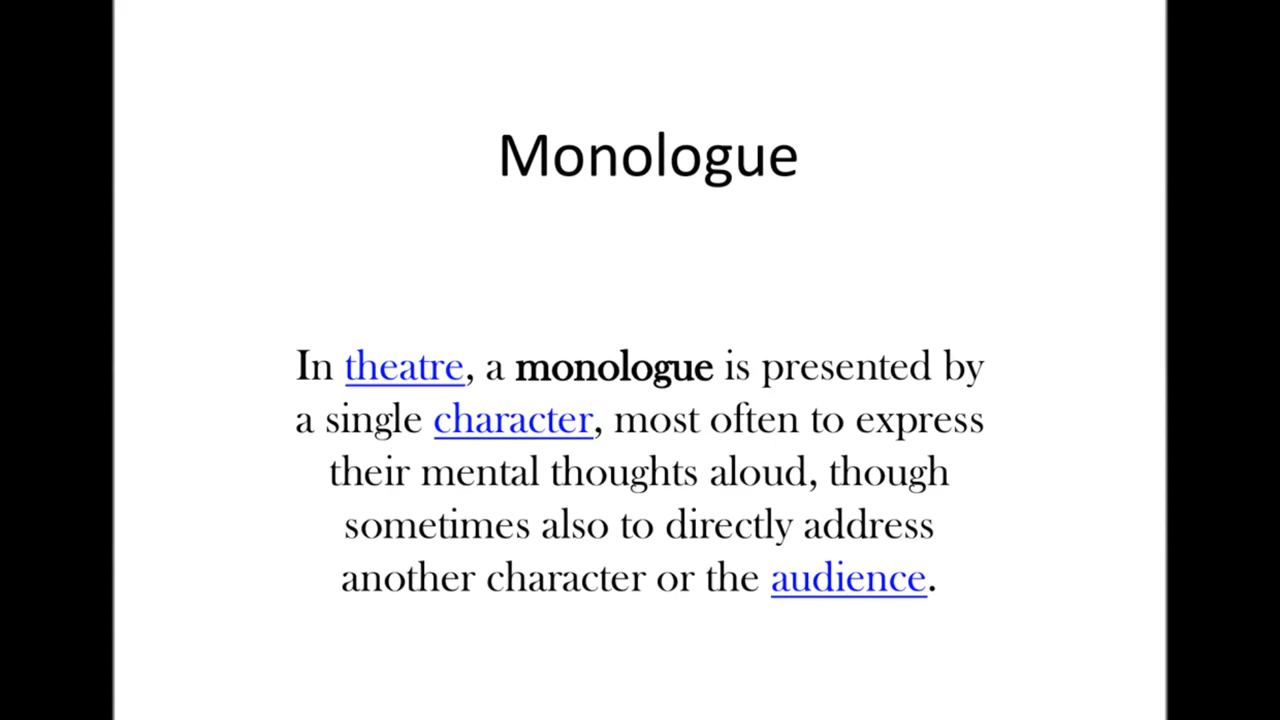 Monologue
In theatre, a monologue is presented by
a single character, most often to express
their mental thoughts aloud, though
sometimes also to directly address
another character or the audience.